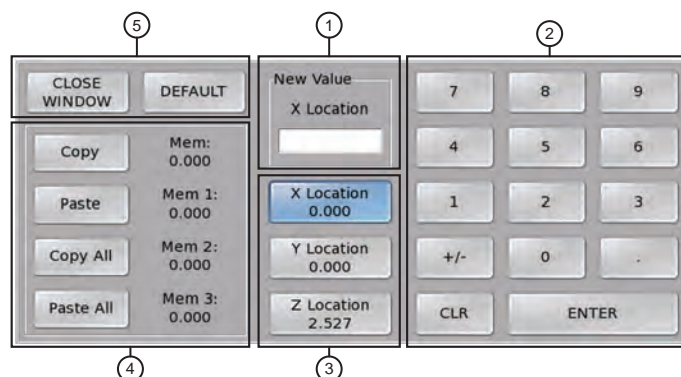 5
1
2
CLOSE
WINDOW
DEFAULT
New Value
X Location
7
8
9
Copy
Mem:
0.000
4
5
6
Paste
Mem 1:
0.000
X Location
0.000
1
2
3
Copy All
Mem 2:
0.000
Y Location
0.000
+/-
0
.
Paste All
Mem 3:
0.000
Z Location
2.527
CLR
ENTER
4
3